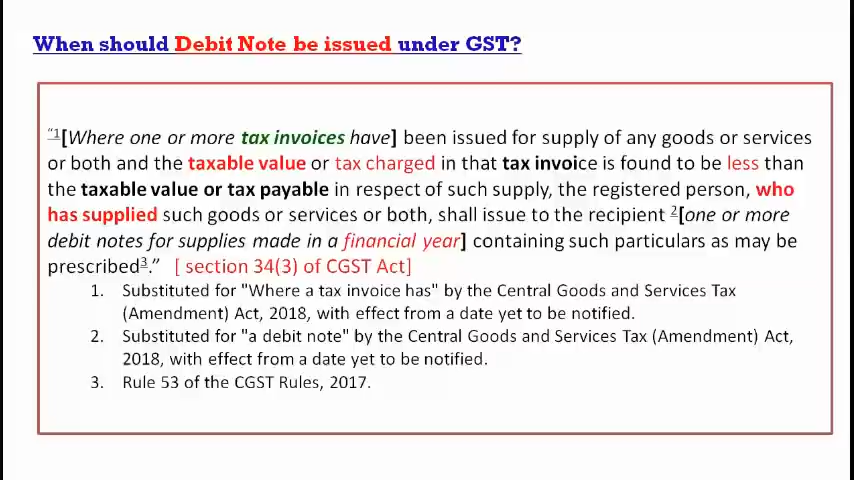 When should Debit Note be issued under GST?
“1[Where one or more tax invoices have] been issued for supply of any goods or services
or both and the taxable value or tax charged in that tax invoice is found to be less than
the taxable value or tax payable in respect of such supply, the registered person, who
has supplied such goods or services or both, shall issue to the recipient 2[one or more
debit notes for supplies made in a financial year] containing such particulars as may be
prescribed3.” [ section 34(3) of CGST Act]
1. Substituted for "Where a tax invoice has" by the Central Goods and Services Tax
(Amendment) Act, 2018, with effect from a date yet to be notified.
2. Substituted for "a debit note" by the Central Goods and Services Tax (Amendment) Act,
2018, with effect from a date yet to be notified.
3. Rule 53 of the CGST Rules, 2017.